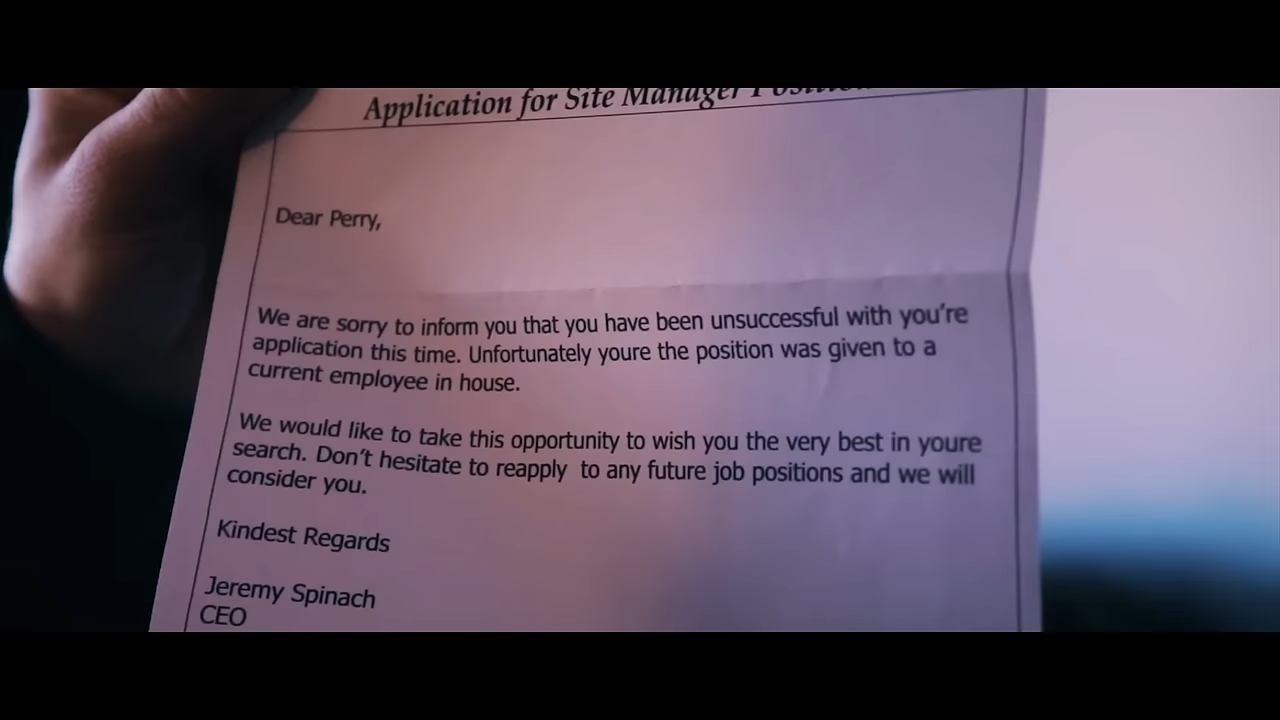 Application for Site Manager Position
Dear Perry,
We are sorry to inform you that you have been unsuccessful with you're
application this time. Unfortunately youre the position was given to a
current employee in house.
We would like to take this opportunity to wish you the very best in youre
search. Don't hesitate to reapply to any future job positions and we will
consider you.
Kindest Regards
Jeremy Spinach
CEO